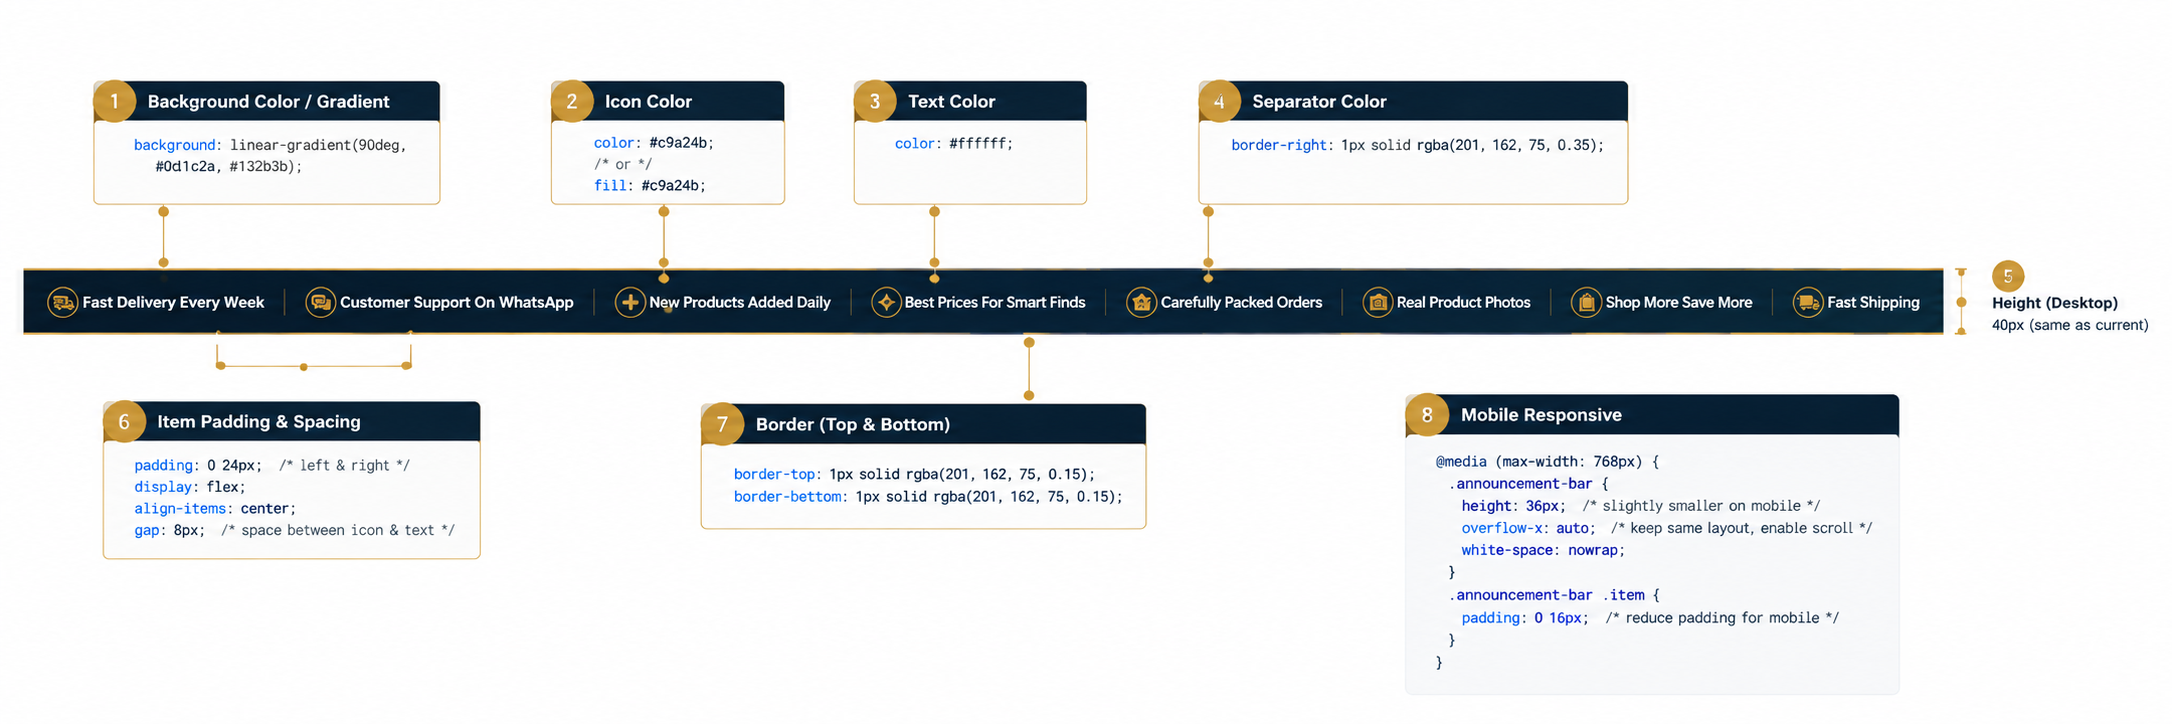 1
Background Color / Gradient
background: linear-gradient(90deg,
#0d1c2a, #132b3b);
2
Icon Color
color: #c9a24b;
/* or */
fill: #c9a24b;
3
Text Color
color: #ffffff;
4
Separator Color
border-right: 1px solid rgba(201, 162, 75, 0.35);
Fast Delivery Every Week
Customer Support On WhatsApp
New Products Added Daily
Best Prices For Smart Finds
Carefully Packed Orders
Real Product Photos
Shop More Save More
Fast Shipping
5
Height (Desktop)
40px (same as current)
6
Item Padding & Spacing
padding: 0 24px; /* left & right */
display: flex;
align-items: center;
gap: 8px; /* space between icon & text */
7
Border (Top & Bottom)
border-top: 1px solid rgba(201, 162, 75, 0.15);
border-bettom: 1px solid rgba(201, 162, 75, 0.15);
8
Mobile Responsive
@media (max-width: 768px) {
.announcement-bar {
height: 36px; /* slightly smaller on mobile */
overflow-x: auto; /* keep same layout, enable scroll */
white-space: nowrap;
}
.announcement-bar .item {
padding: 0 16px; /* reduce padding for mobile */
}
}